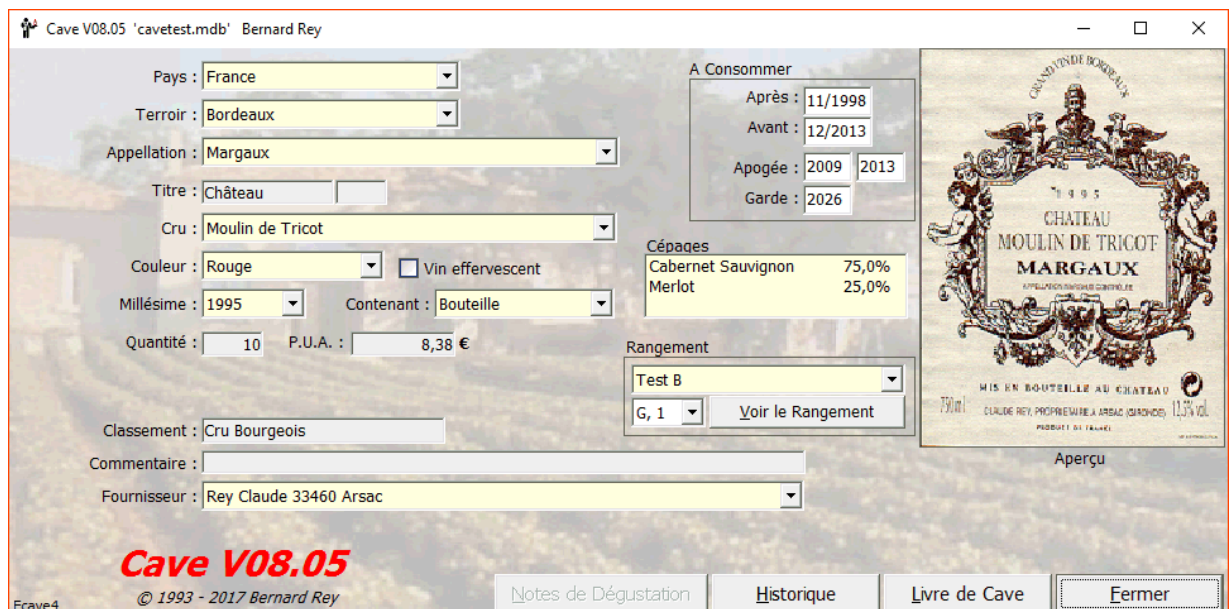 Cave V08.05 'cavetest.mdb' Bernard Rey
Pays : France
Terroir : Bordeaux
Appellation : Margaux
Titre : Château
Cru : Moulin de Tricot
Couleur : Rouge Vin effervescent
Millésime : 1995 Contenant : Bouteille
Quantité : 10 P.U.A. : 8,38 €
Classement : Cru Bourgeois
Commentaire :
Fournisseur : Rey Claude 33460 Arsac
A Consommer
Après : 11/1998
Avant : 12/2013
Apogée : 2009 2013
Garde : 2026
Cépages
Cabernet Sauvignon 75,0%
Merlot 25,0%
Rangement
Test B
G, 1 Voir le Rangement
GRAND VIN DE BORDEAUX
1995
CHATEAU
MOULIN DE TRICOT
MARGAUX
APPELLATION MARGAUX CONTRÔLÉE
MIS EN BOUTEILLE AU CHATEAU
750ml CLAUDE REY, PROPRIETAIRE A ARSAC (GIRONDE) 12,5% vol.
PRODUCT OF FRANCE
Aperçu
Cave V08.05
© 1993 - 2017 Bernard Rey
Fcave4
Notes de Dégustation Historique Livre de Cave Fermer